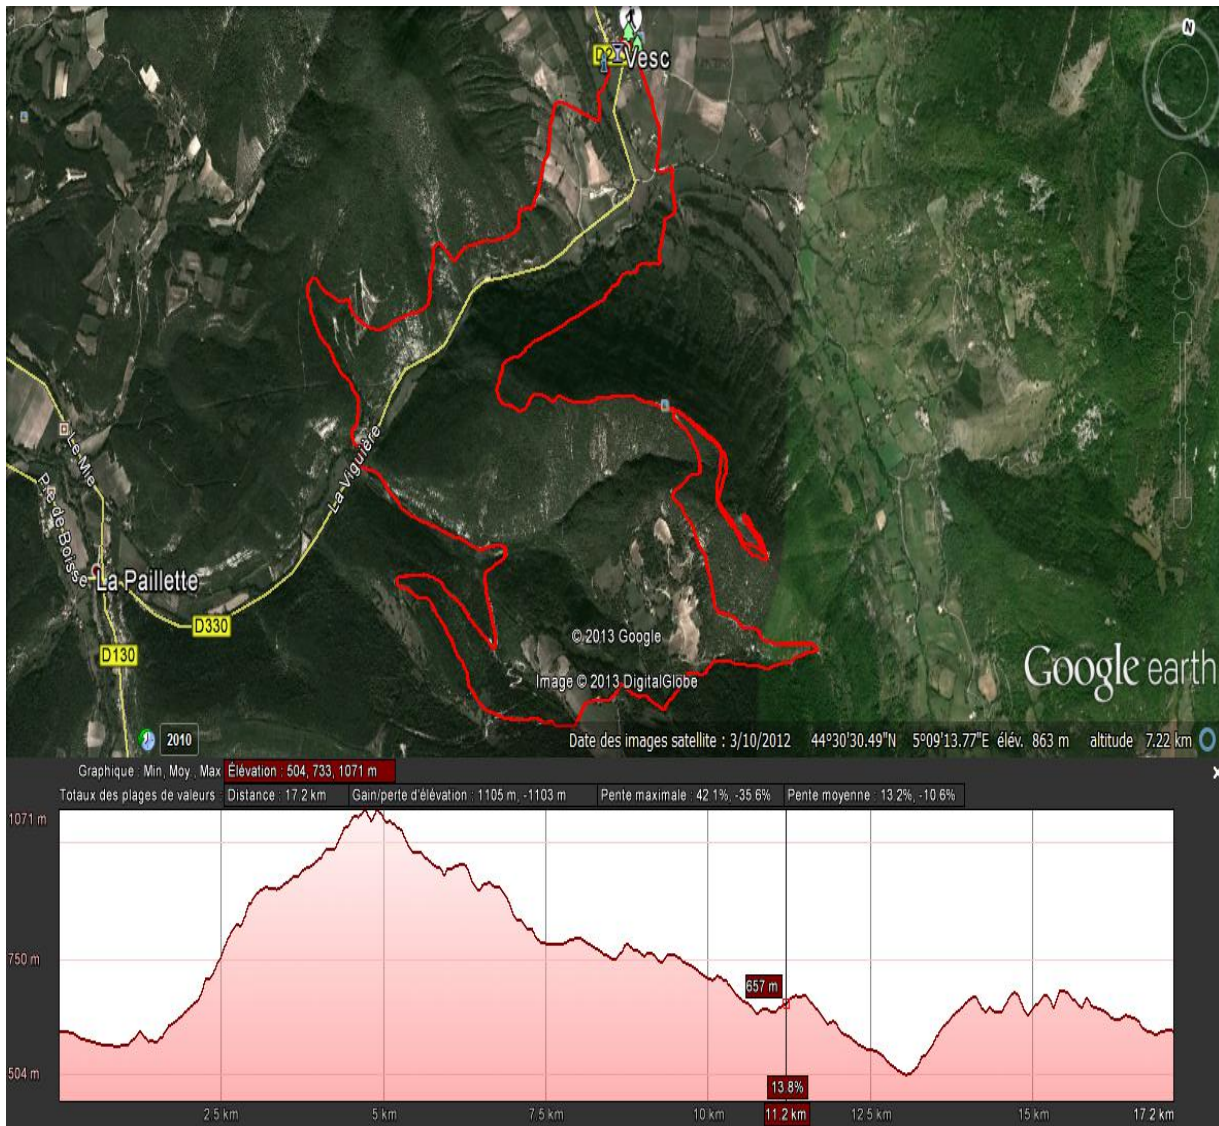 N
D2
Vesc
Le Mie
P.e de Boisse
La Viguière
La Paillette
D330
D130
© 2013 Google
Image © 2013 DigitalGlobe
Google earth
2010
Date des images satellite : 3/10/2012 44°30'30.49"N 5°09'13.77"E élév. 863 m altitude 7.22 km
Graphique : Min, Moy, Max Élévation : 504, 733, 1071 m
Totaux des plages de valeurs : Distance : 17.2 km Gain/perte d'élévation : 1105 m, -1103 m Pente maximale : 42.1%, -35.6% Pente moyenne : 13.2%, -10.6%
1071 m
750 m
657 m
504 m
13.8%
2.5 km 5 km 7.5 km 10 km 11.2 km 12.5 km 15 km 17.2 km